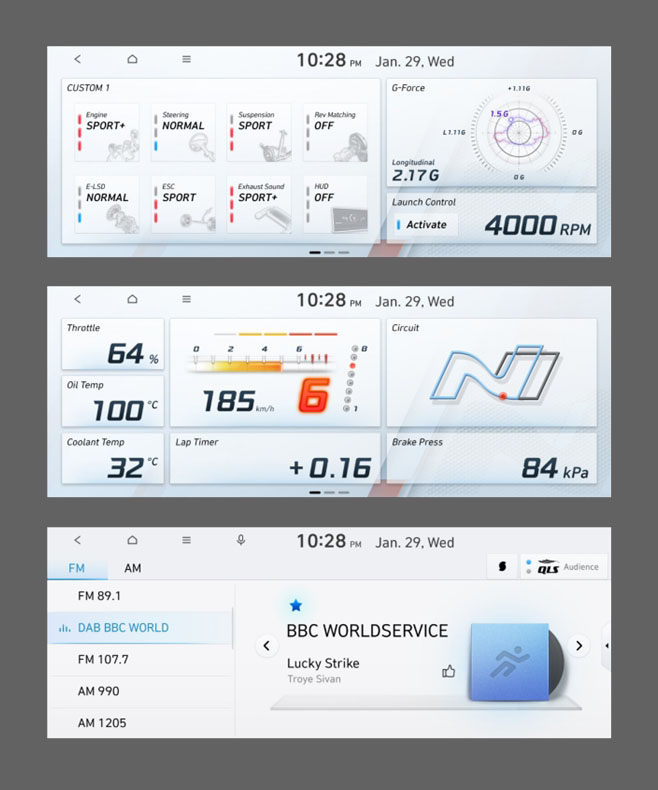 10:28 PM Jan. 29, Wed
CUSTOM 1
Engine
SPORT+
Steering
NORMAL
Suspension
SPORT
Rev Matching
OFF
E-LSD
NORMAL
ESC
SPORT
Exhaust Sound
SPORT+
HUD
OFF
G-Force
+1.11G
1.5G
L1.11G
0G
0G
Longitudinal
2.17G
Launch Control
Activate
4000 RPM
10:28 PM Jan. 29, Wed
Throttle
64 %
Oil Temp
100 °C
Coolant Temp
32 °C
0 2 4 6
8
185 km/h
6
1
Lap Timer
+0.16
Circuit
N
Brake Press
84 kPa
10:28 PM Jan. 29, Wed
FM AM
QLS Audience
FM 89.1
DAB BBC WORLD
FM 107.7
AM 990
AM 1205
BBC WORLDSERVICE
Lucky Strike
Troye Sivan